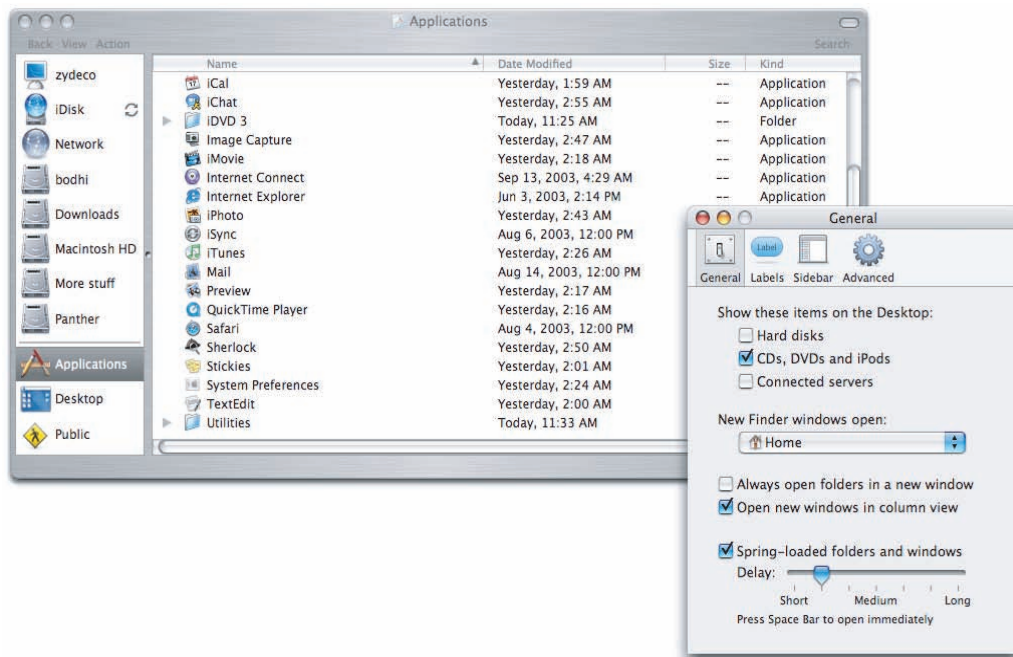 Applications
Back View Action Search
Name Date Modified Size Kind
zydeco
iDisk
Network
bodhi
Downloads
Macintosh HD
More stuff
Panther
Applications
Desktop
Public
iCal Yesterday, 1:59 AM -- Application
iChat Yesterday, 2:55 AM -- Application
iDVD 3 Today, 11:25 AM -- Folder
Image Capture Yesterday, 2:47 AM -- Application
iMovie Yesterday, 2:18 AM -- Application
Internet Connect Sep 13, 2003, 4:29 AM -- Application
Internet Explorer Jun 3, 2003, 2:14 PM -- Application
iPhoto Yesterday, 2:43 AM
iSync Aug 6, 2003, 12:00 PM
iTunes Yesterday, 2:26 AM
Mail Aug 14, 2003, 12:00 PM
Preview Yesterday, 2:17 AM
QuickTime Player Yesterday, 2:16 AM
Safari Aug 4, 2003, 12:00 PM
Sherlock Yesterday, 2:50 AM
Stickies Yesterday, 2:01 AM
System Preferences Yesterday, 2:24 AM
TextEdit Yesterday, 2:00 AM
Utilities Today, 11:33 AM
General
Label
General Labels Sidebar Advanced
Show these items on the Desktop:
Hard disks
CDs, DVDs and iPods
Connected servers
New Finder windows open:
Home
Always open folders in a new window
Open new windows in column view
Spring-loaded folders and windows
Delay:
Short Medium Long
Press Space Bar to open immediately